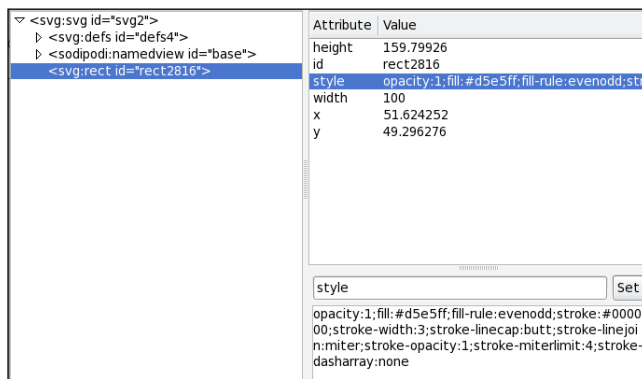 <svg:svg id="svg2">
<svg:defs id="defs4">
<sodipodi:namedview id="base">
<svg:rect id="rect2816">
Attribute Value
height 159.79926
id rect2816
style opacity:1;fill:#d5e5ff;fill-rule:evenodd;str
width 100
x 51.624252
y 49.296276
style Set
opacity:1;fill:#d5e5ff;fill-rule:evenodd;stroke:#0000
00;stroke-width:3;stroke-linecap:butt;stroke-linejoi
n:miter;stroke-opacity:1;stroke-miterlimit:4;stroke-
dasharray:none